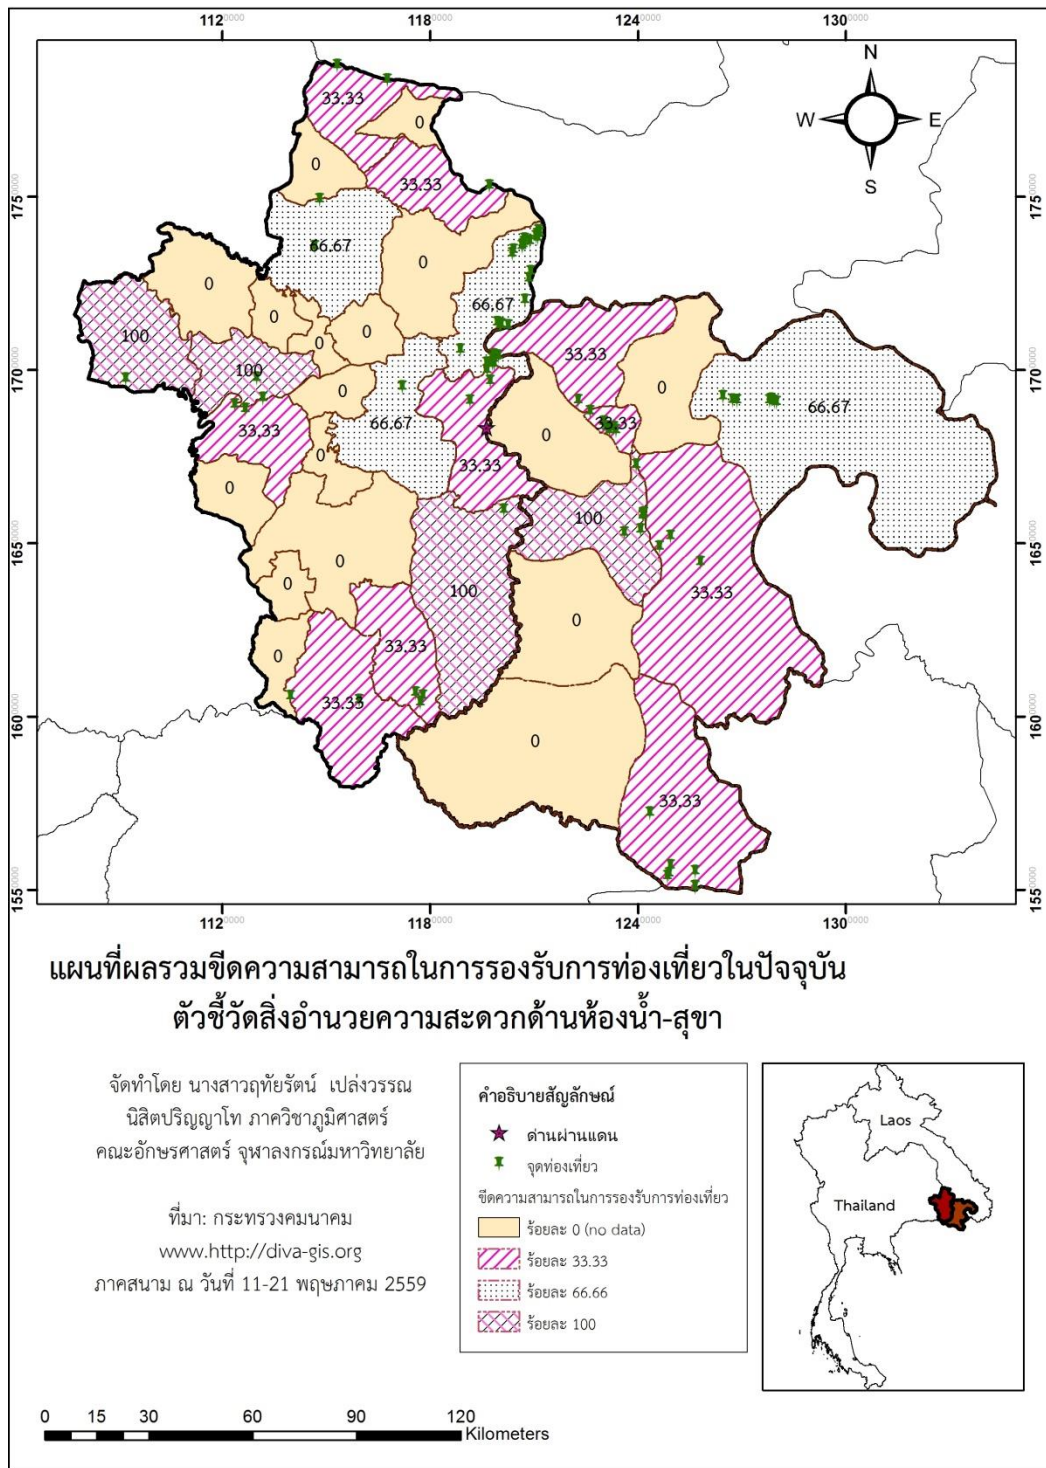 1120000 1180000 1240000 1300000
N
W E
S
33.33
0
0
33.33
1750000 1750000
66.67
0
0
66.67
0
100
0
0
33.33
1700000 1700000
100
0
0
66.67
66.67
33.33
33.33
0
0
33.33
0
100
1650000 1650000
0
0
100
33.33
0
33.33
0
33.33
1600000 1600000
0
33.33
1550000 1550000
1120000 1180000 1240000 1300000
แผนที่ผลรวมขีดความสามารถในการรองรับการท่องเที่ยวในปัจจุบัน
ตัวชี้วัดสิ่งอำนวยความสะดวกด้านห้องน้ำ-สุขา
จัดทำโดย นางสาวฤทัยรัตน์ เปล่งวรรณ
นิสิตปริญญาโท ภาควิชาภูมิศาสตร์
คณะอักษรศาสตร์ จุฬาลงกรณ์มหาวิทยาลัย
ที่มา: กระทรวงคมนาคม
www.http://diva-gis.org
ภาคสนาม ณ วันที่ 11-21 พฤษภาคม 2559
คำอธิบายสัญลักษณ์
ด่านผ่านแดน
จุดท่องเที่ยว
ขีดความสามารถในการรองรับการท่องเที่ยว
ร้อยละ 0 (no data)
ร้อยละ 33.33
ร้อยละ 66.66
ร้อยละ 100
Laos
Thailand
0 15 30 60 90 120
Kilometers